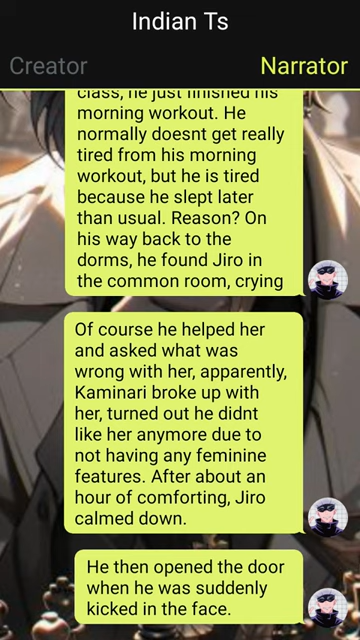 Indian Ts
Creator
Narrator
class, he just finished his
morning workout. He
normally doesnt get really
tired from his morning
workout, but he is tired
because he slept later
than usual. Reason? On
his way back to the
dorms, he found Jiro in
the common room, crying
Of course he helped her
and asked what was
wrong with her, apparently,
Kaminari broke up with
her, turned out he didnt
like her anymore due to
not having any feminine
features. After about an
hour of comforting, Jiro
calmed down.
He then opened the door
when he was suddenly
kicked in the face.